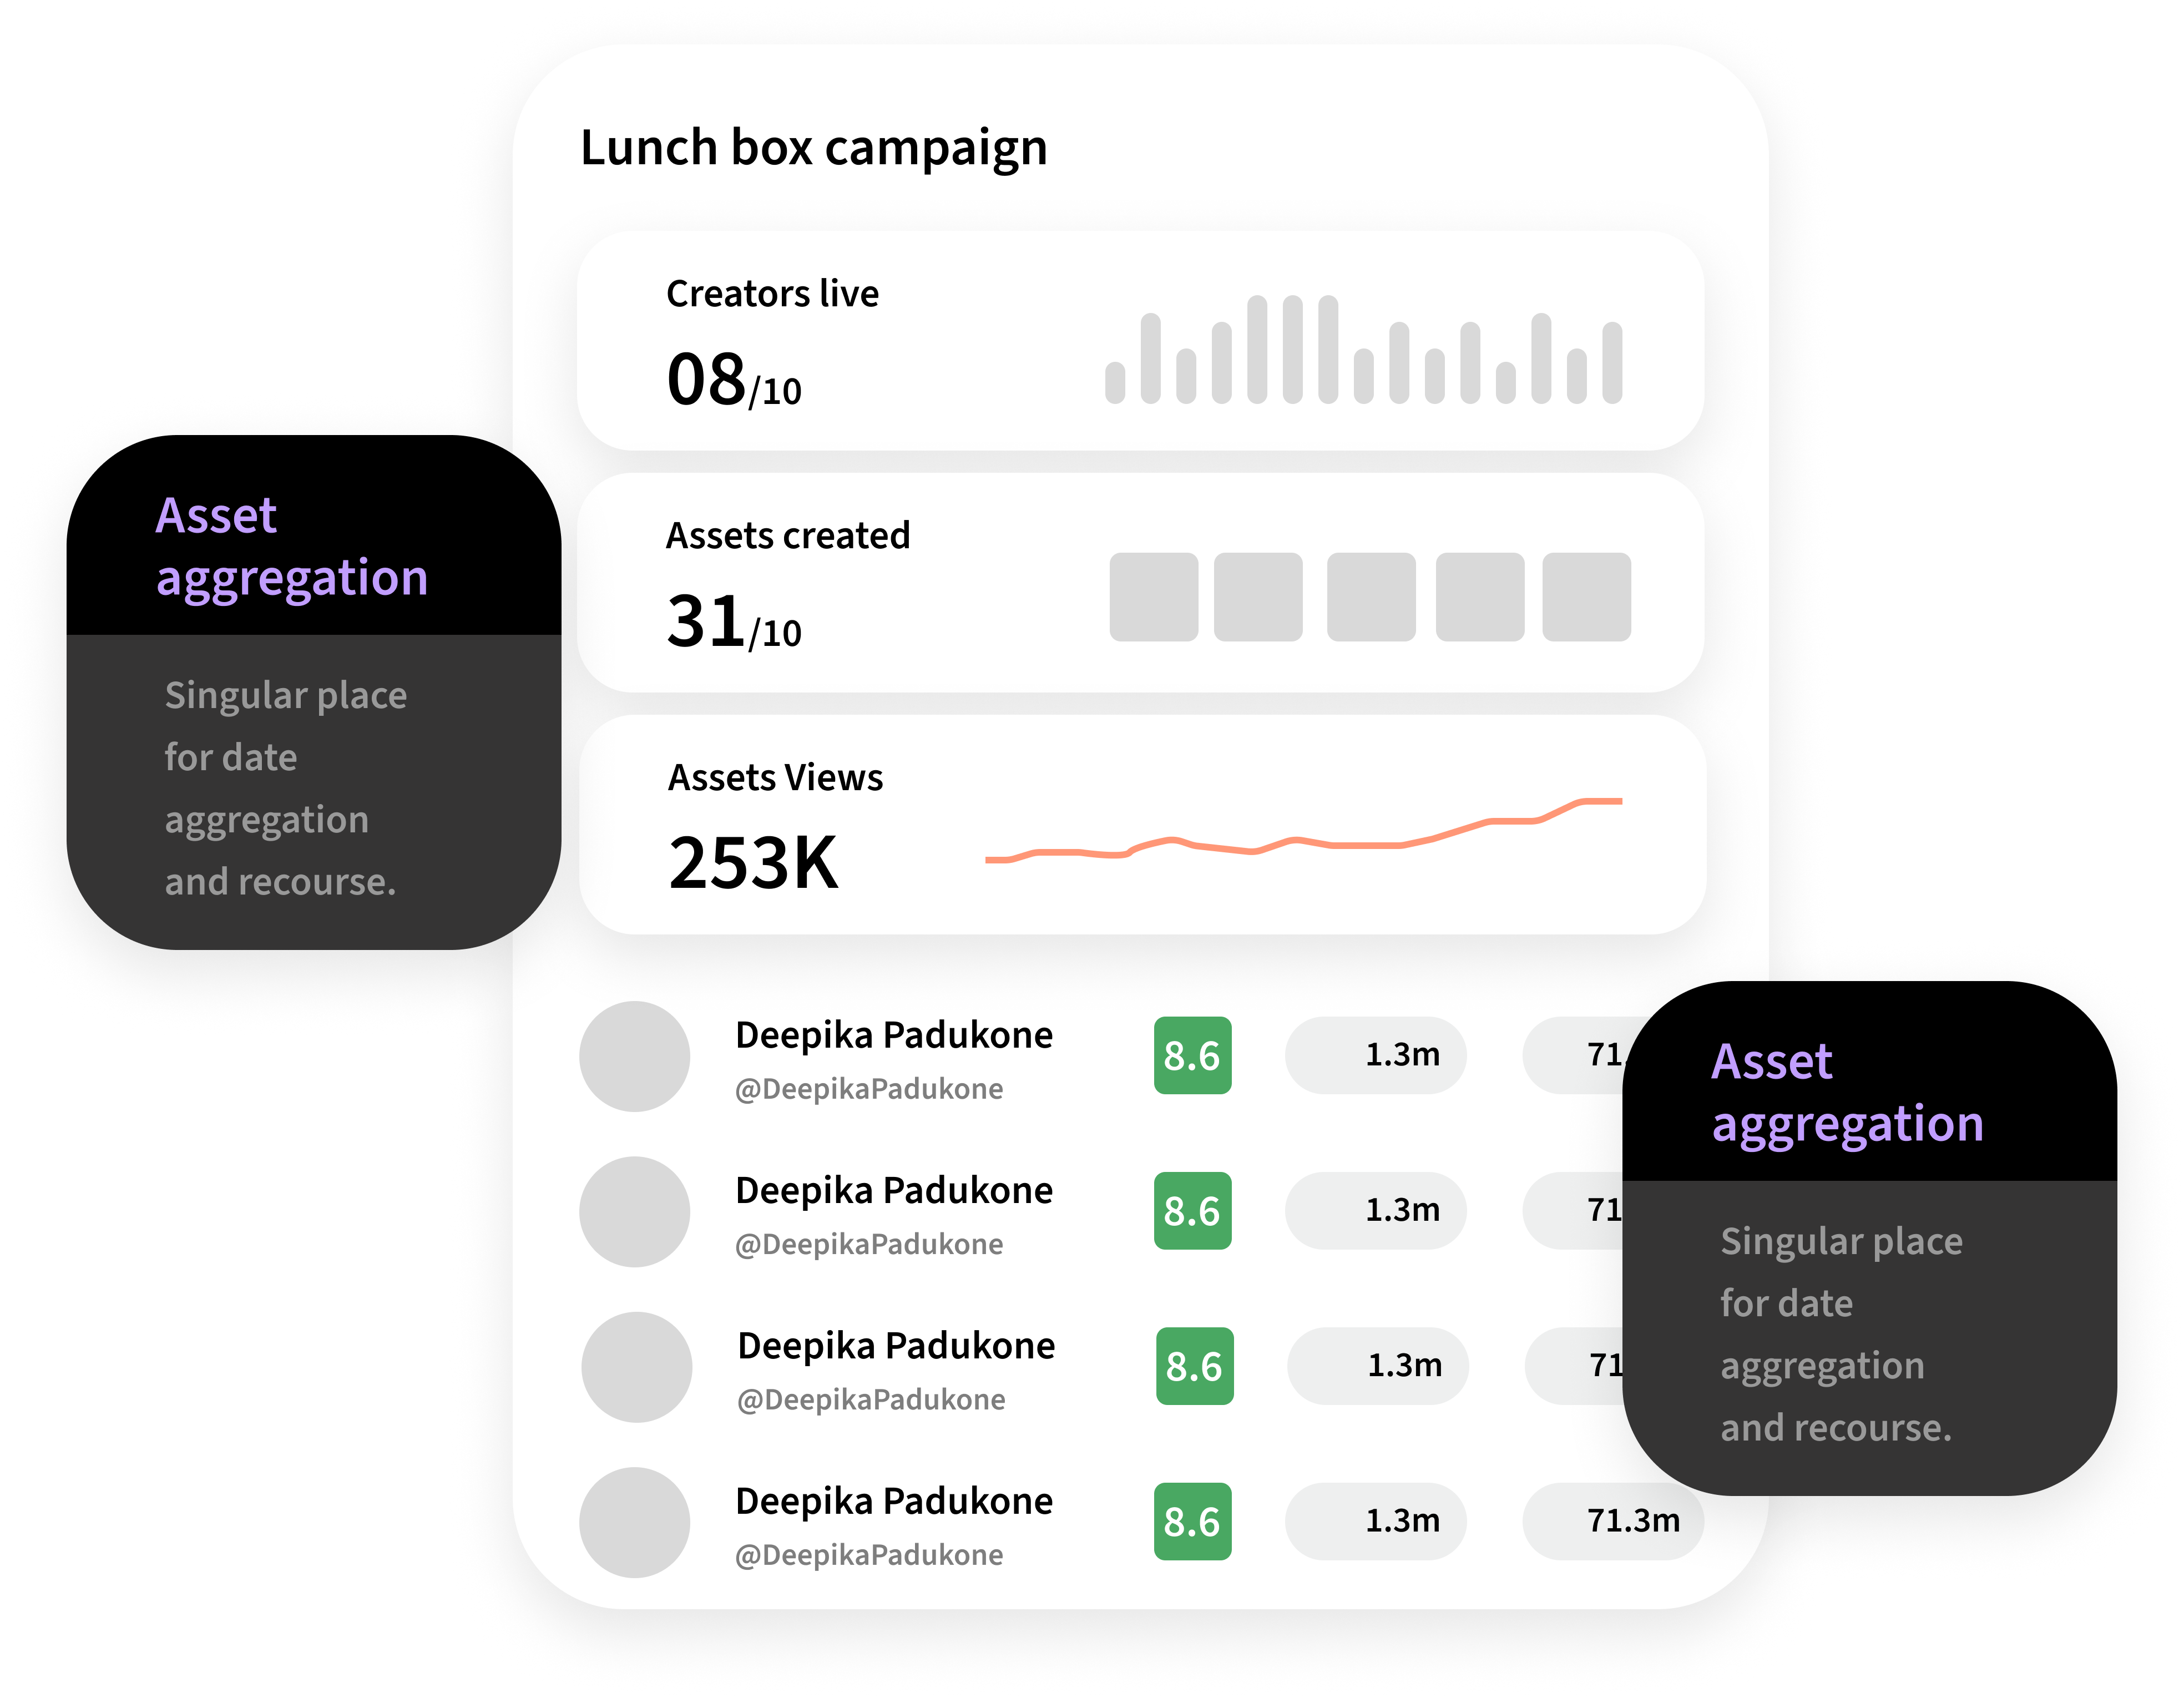 Lunch box campaign
Creators live
08/10
Assets created
31/10
Assets Views
253K
Asset
aggregation
Singular place
for date
aggregation
and recourse.
Deepika Padukone
@DeepikaPadukone
8.6
1.3m
71.
Deepika Padukone
@DeepikaPadukone
8.6
1.3m
71
Deepika Padukone
@DeepikaPadukone
8.6
1.3m
71
Deepika Padukone
@DeepikaPadukone
8.6
1.3m
71.3m
Asset
aggregation
Singular place
for date
aggregation
and recourse.